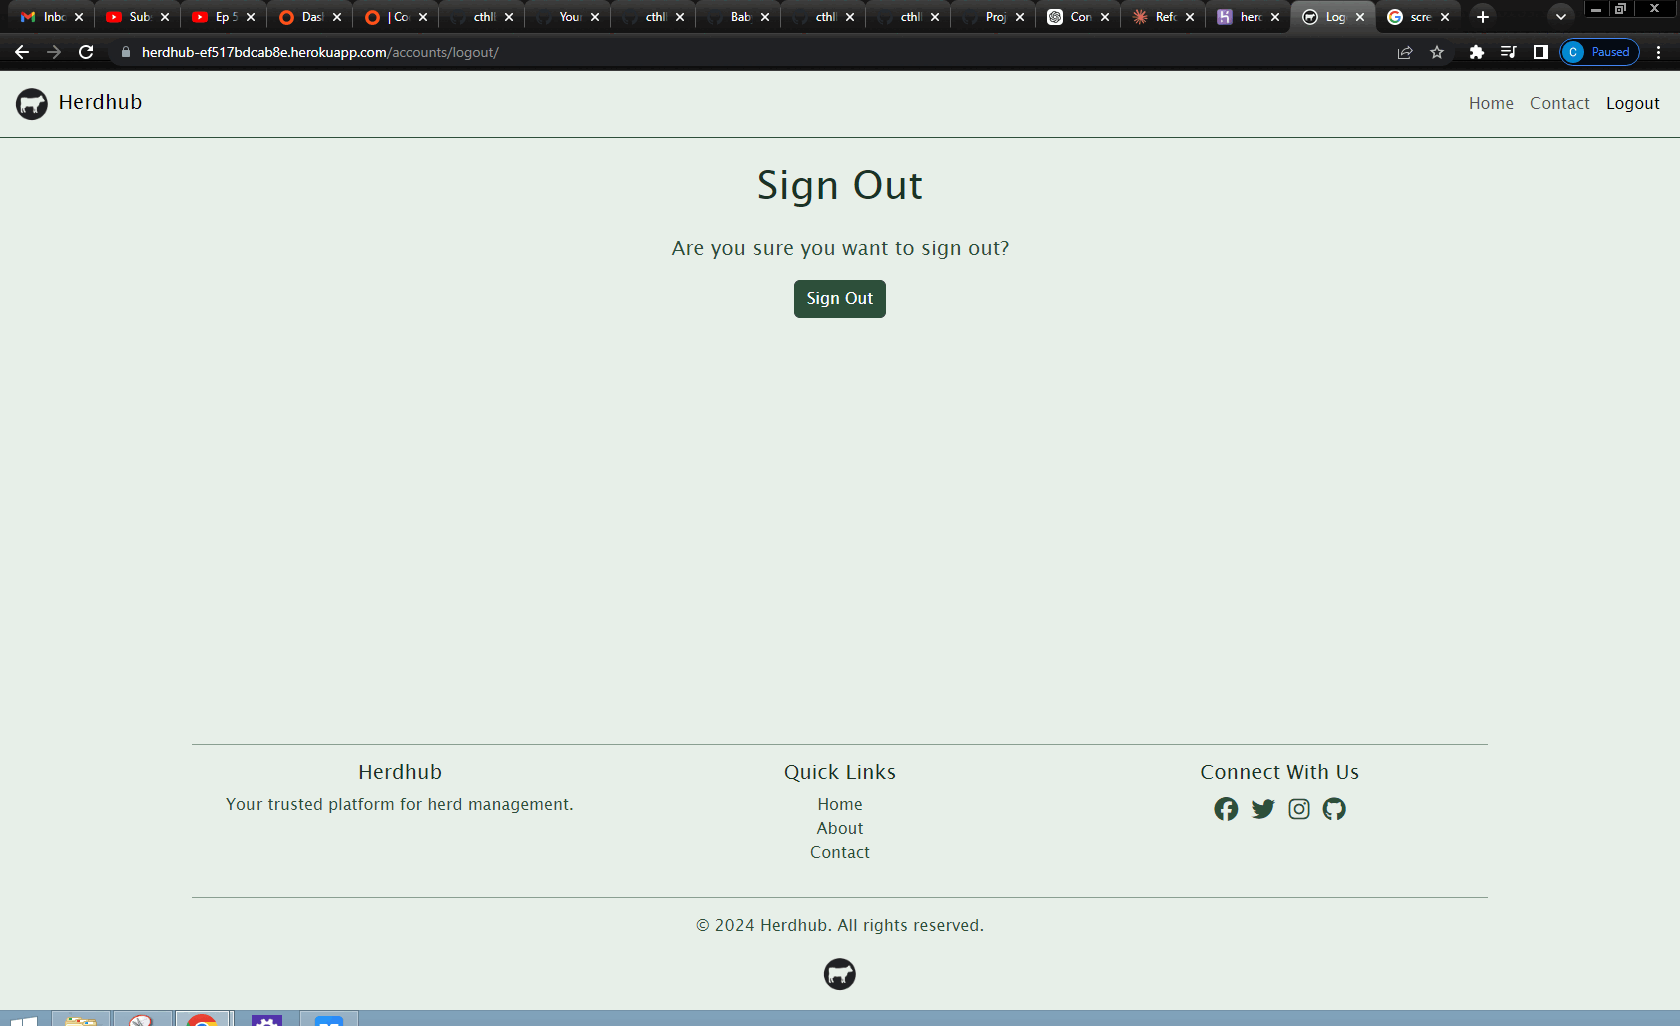 Inbo
Sub
Ep 5
Das
| Co
cthl
You
cthl
Bab
cthl
cthl
Proj
Con
Refo
hero
Log
scre
herdhub-ef517bdcab8e.herokuapp.com/accounts/logout/
C Paused
Herdhub
Home Contact Logout
Sign Out
Are you sure you want to sign out?
Sign Out
Herdhub
Your trusted platform for herd management.
Quick Links
Home
About
Contact
Connect With Us
© 2024 Herdhub. All rights reserved.